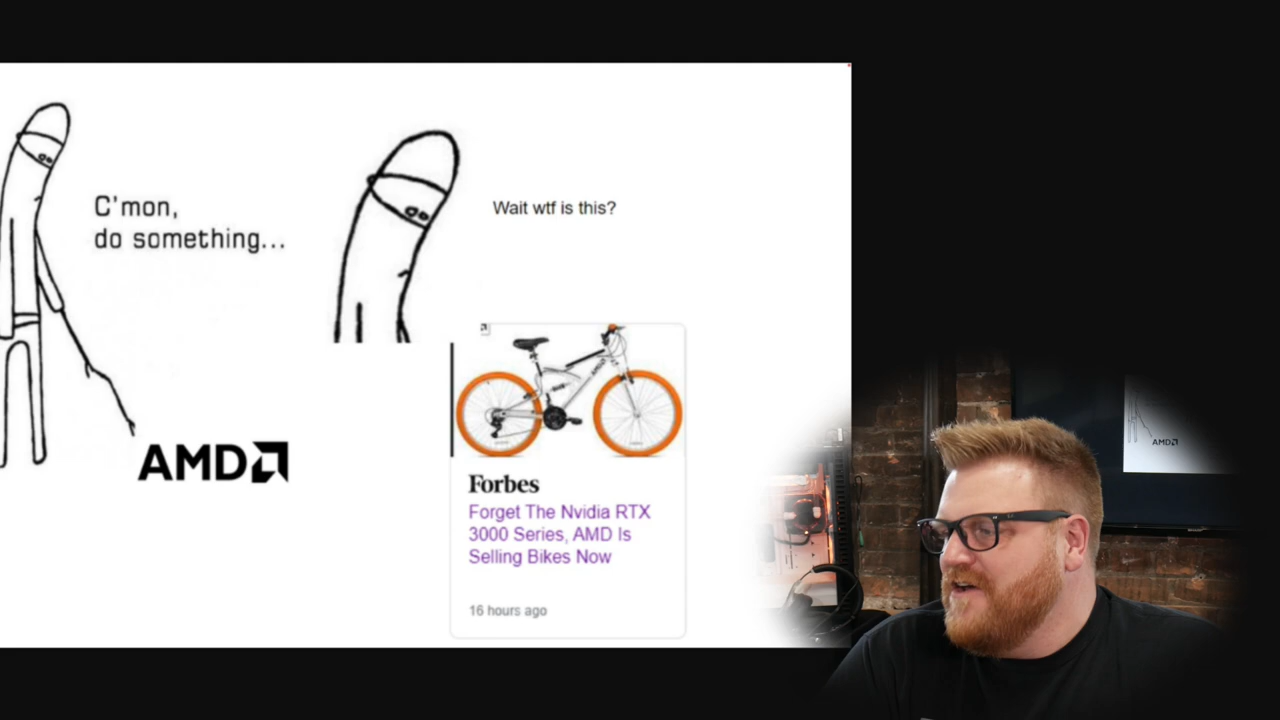 C'mon,
do something...
AMD
Wait wtf is this?
Forbes
Forget The Nvidia RTX
3000 Series, AMD Is
Selling Bikes Now
16 hours ago
AMD